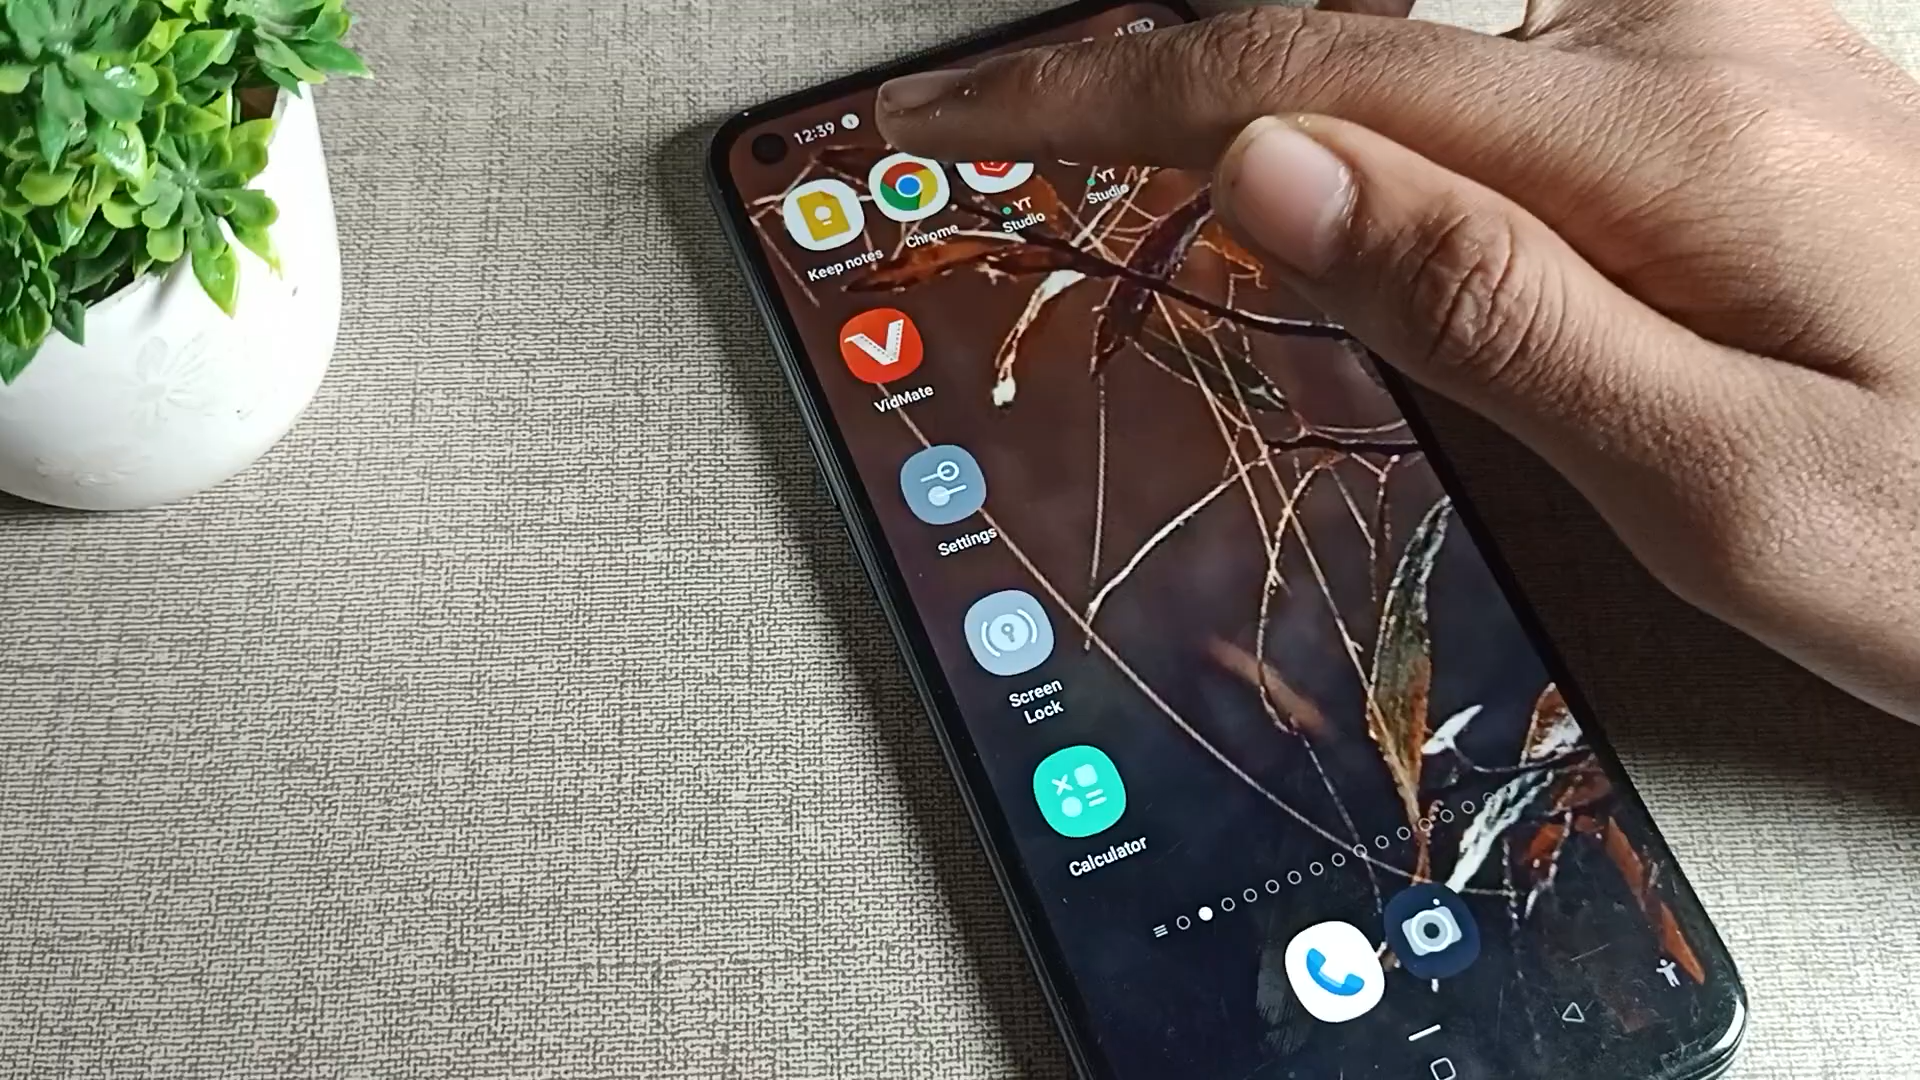 12:39
Keep notes
Chrome
YT
Studio
YT
Studio
VidMate
Settings
Screen
Lock
Calculator